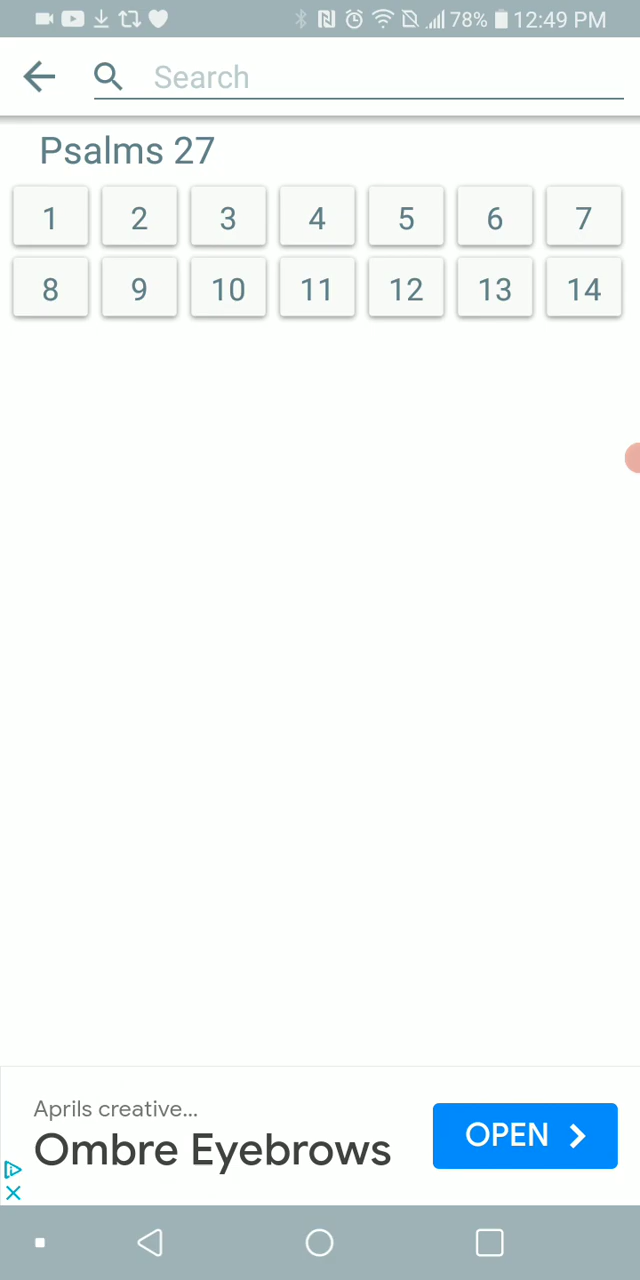 78% 12:49 PM
Search
Psalms 27
1 2 3 4 5 6 7
8 9 10 11 12 13 14
Aprils creative...
Ombre Eyebrows
OPEN